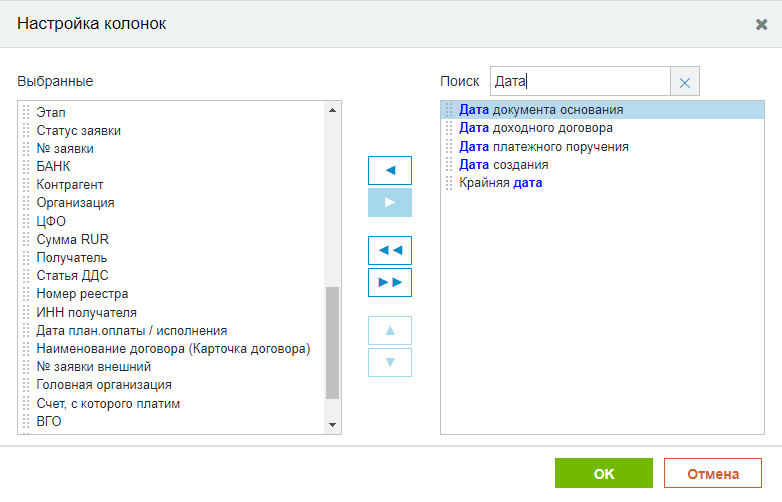 Настройка колонок
Выбранные
Поиск
Дата
Этап
Статус заявки
№ заявки
БАНК
Контрагент
Организация
ЦФО
Сумма RUR
Получатель
Статья ДДС
Номер реестра
ИНН получателя
Дата план.оплаты / исполнения
Наименование договора (Карточка договора)
№ заявки внешний
Головная организация
Счет, с которого платим
ВГО
Дата документа основания
Дата доходного договора
Дата платежного поручения
Дата создания
Крайняя дата
OK
Отмена